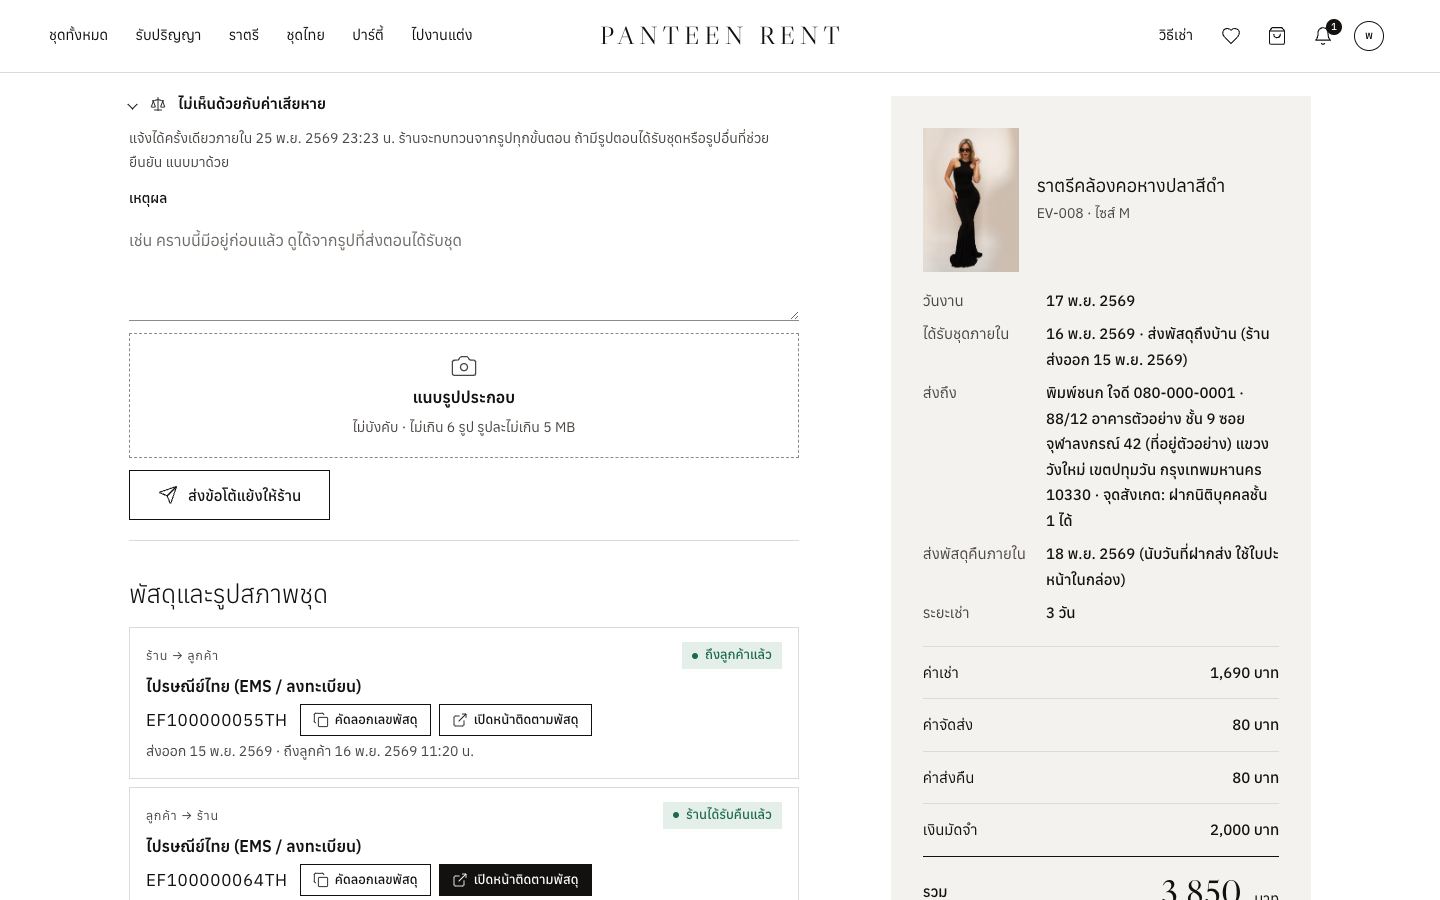 ชุดทั้งหมด
รับปริญญา
ราตรี
ชุดไทย
ปาร์ตี้
ไปงานแต่ง
PANTEEN RENT
วิธีเช่า
1
พ
ไม่เห็นด้วยกับค่าเสียหาย
แจ้งได้ครั้งเดียวภายใน 25 พ.ย. 2569 23:23 น. ร้านจะทบทวนจากรูปทุกขั้นตอน ถ้ามีรูปตอนได้รับชุดหรือรูปอื่นที่ช่วย
ยืนยัน แนบมาด้วย
เหตุผล
เช่น คราบนี้มีอยู่ก่อนแล้ว ดูได้จากรูปที่ส่งตอนได้รับชุด
แนบรูปประกอบ
ไม่บังคับ · ไม่เกิน 6 รูป รูปละไม่เกิน 5 MB
ส่งข้อโต้แย้งให้ร้าน
พัสดุและรูปสภาพชุด
ร้าน → ลูกค้า
ถึงลูกค้าแล้ว
ไปรษณีย์ไทย (EMS / ลงทะเบียน)
EF100000055TH
คัดลอกเลขพัสดุ
เปิดหน้าติดตามพัสดุ
ส่งออก 15 พ.ย. 2569 · ถึงลูกค้า 16 พ.ย. 2569 11:20 น.
ลูกค้า → ร้าน
ร้านได้รับคืนแล้ว
ไปรษณีย์ไทย (EMS / ลงทะเบียน)
EF100000064TH
คัดลอกเลขพัสดุ
เปิดหน้าติดตามพัสดุ
ราตรีคล้องคอหางปลาสีดำ
EV-008 · ไซส์ M
วันงาน
17 พ.ย. 2569
ได้รับชุดภายใน
16 พ.ย. 2569 · ส่งพัสดุถึงบ้าน (ร้าน
ส่งออก 15 พ.ย. 2569)
ส่งถึง
พิมพ์ชนก ใจดี 080-000-0001 ·
88/12 อาคารตัวอย่าง ชั้น 9 ซอย
จุฬาลงกรณ์ 42 (ที่อยู่ตัวอย่าง) แขวง
วังใหม่ เขตปทุมวัน กรุงเทพมหานคร
10330 · จุดสังเกต: ฝากนิติบุคคลชั้น
1 ได้
ส่งพัสดุคืนภายใน
18 พ.ย. 2569 (นับวันที่ฝากส่ง ใช้ใบปะ
หน้าในกล่อง)
ระยะเช่า
3 วัน
ค่าเช่า
1,690 บาท
ค่าจัดส่ง
80 บาท
ค่าส่งคืน
80 บาท
เงินมัดจำ
2,000 บาท
รวม
3,850 บาท